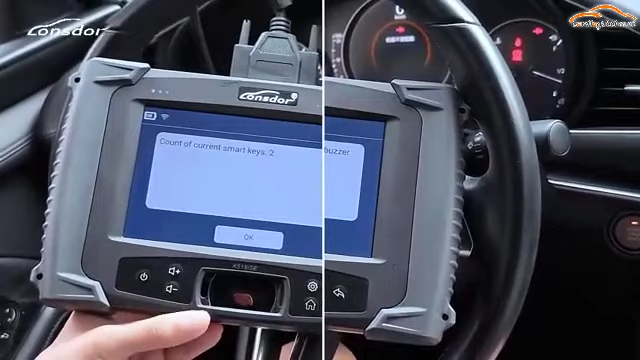 Lonsdor
Lonsdor
Count of current smart keys: 2
buzzer
OK
K518ISE